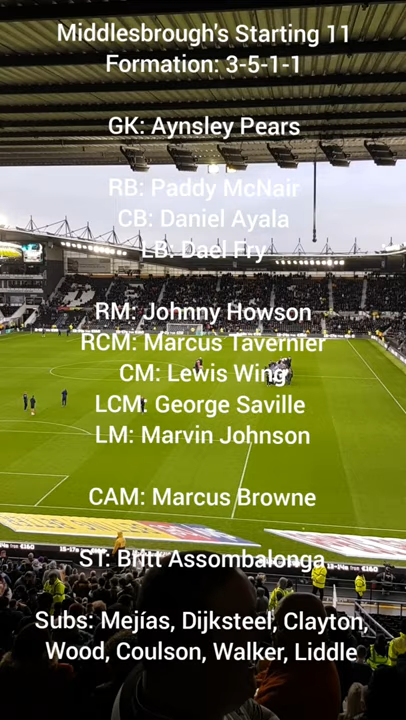 Middlesbrough's Starting 11
Formation: 3-5-1-1
GK: Aynsley Pears
RB: Paddy McNair
CB: Daniel Ayala
LB: Dael Fry
RM: Johnny Howson
RCM: Marcus Tavernier
CM: Lewis Wing
LCM: George Saville
LM: Marvin Johnson
CAM: Marcus Browne
ST: Britt Assombalonga
Subs: Mejías, Dijksteel, Clayton,
Wood, Coulson, Walker, Liddle